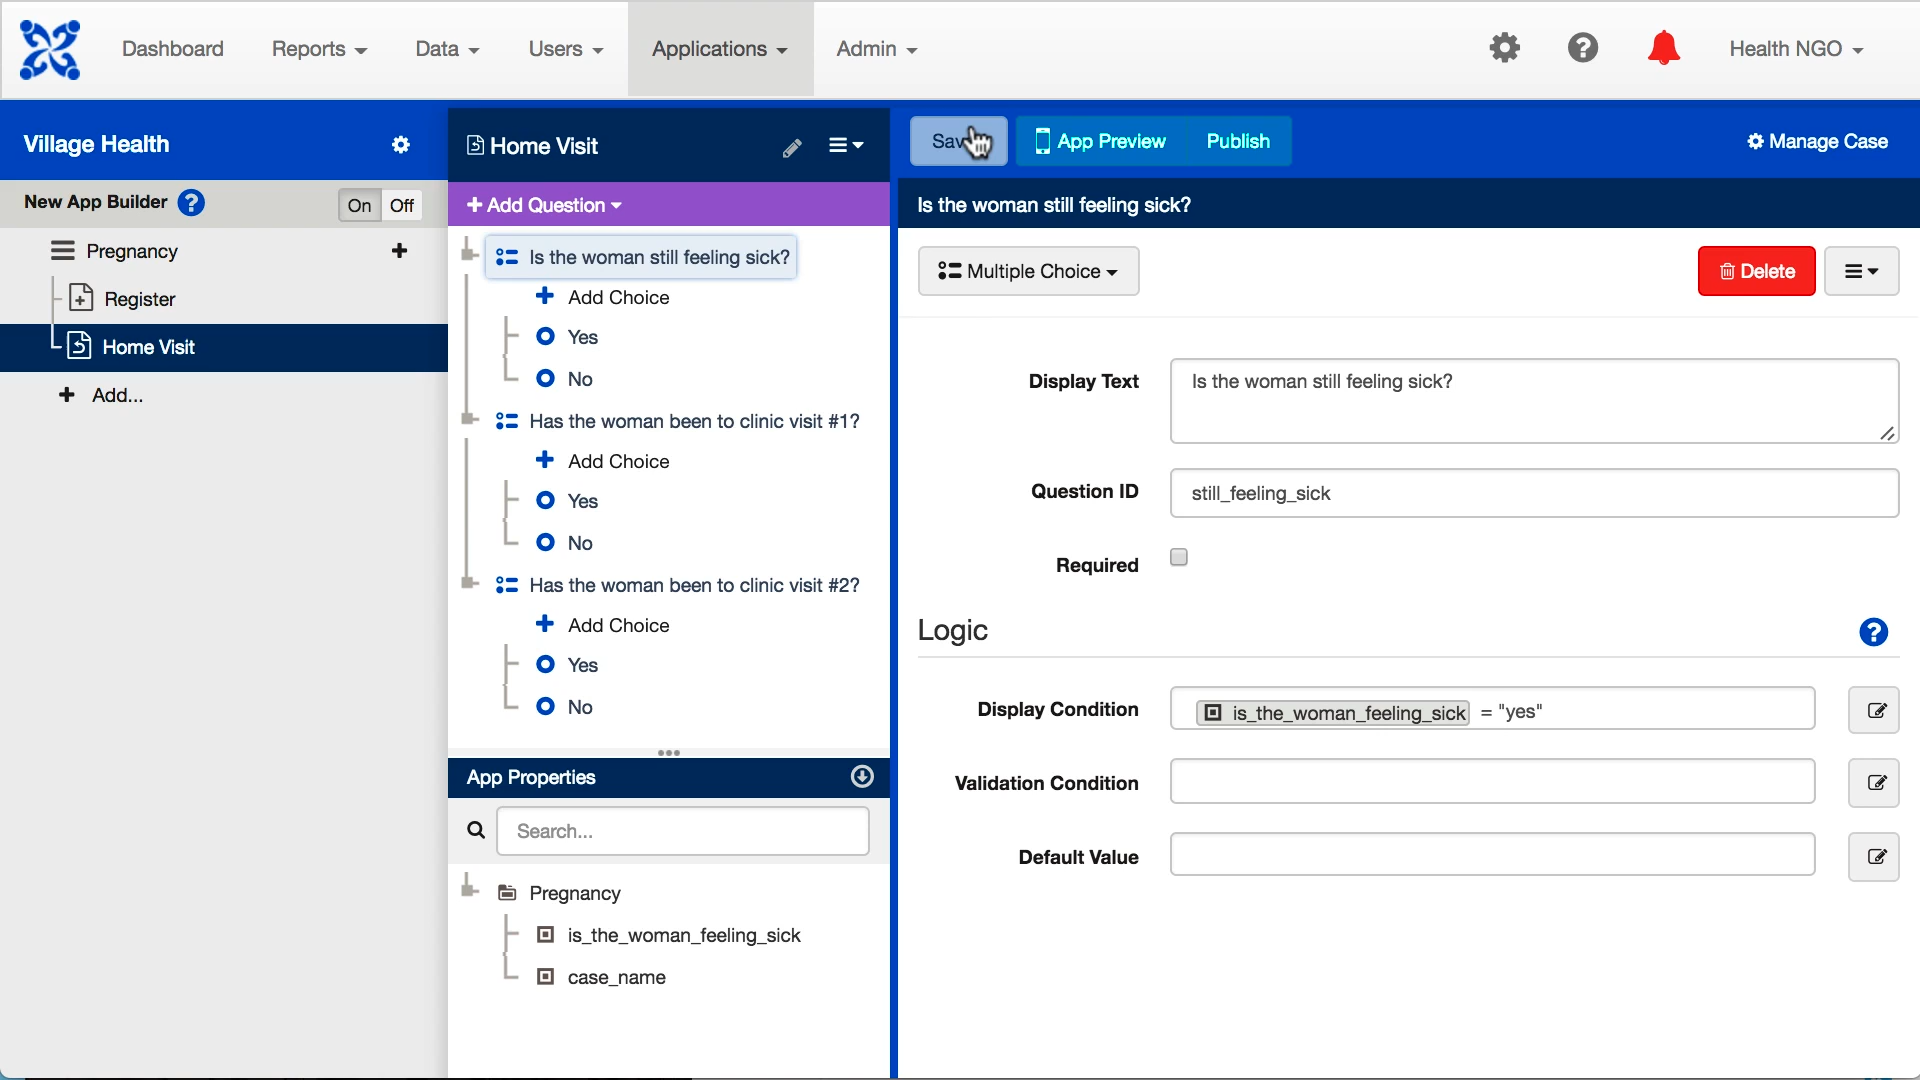 Dashboard
Reports
Data
Users
Applications
Admin
Health NGO
Village Health
New App Builder
On
Off
Pregnancy
Register
Home Visit
Add...
Home Visit
Add Question
Is the woman still feeling sick?
Add Choice
Yes
No
Has the woman been to clinic visit #1?
Add Choice
Yes
No
Has the woman been to clinic visit #2?
Add Choice
Yes
No
App Properties
Search...
Pregnancy
is_the_woman_feeling_sick
case_name
App Preview
Publish
Manage Case
Is the woman still feeling sick?
Multiple Choice
Delete
Display Text
Is the woman still feeling sick?
Question ID
still_feeling_sick
Required
Logic
Display Condition
is_the_woman_feeling_sick = "yes"
Validation Condition
Default Value